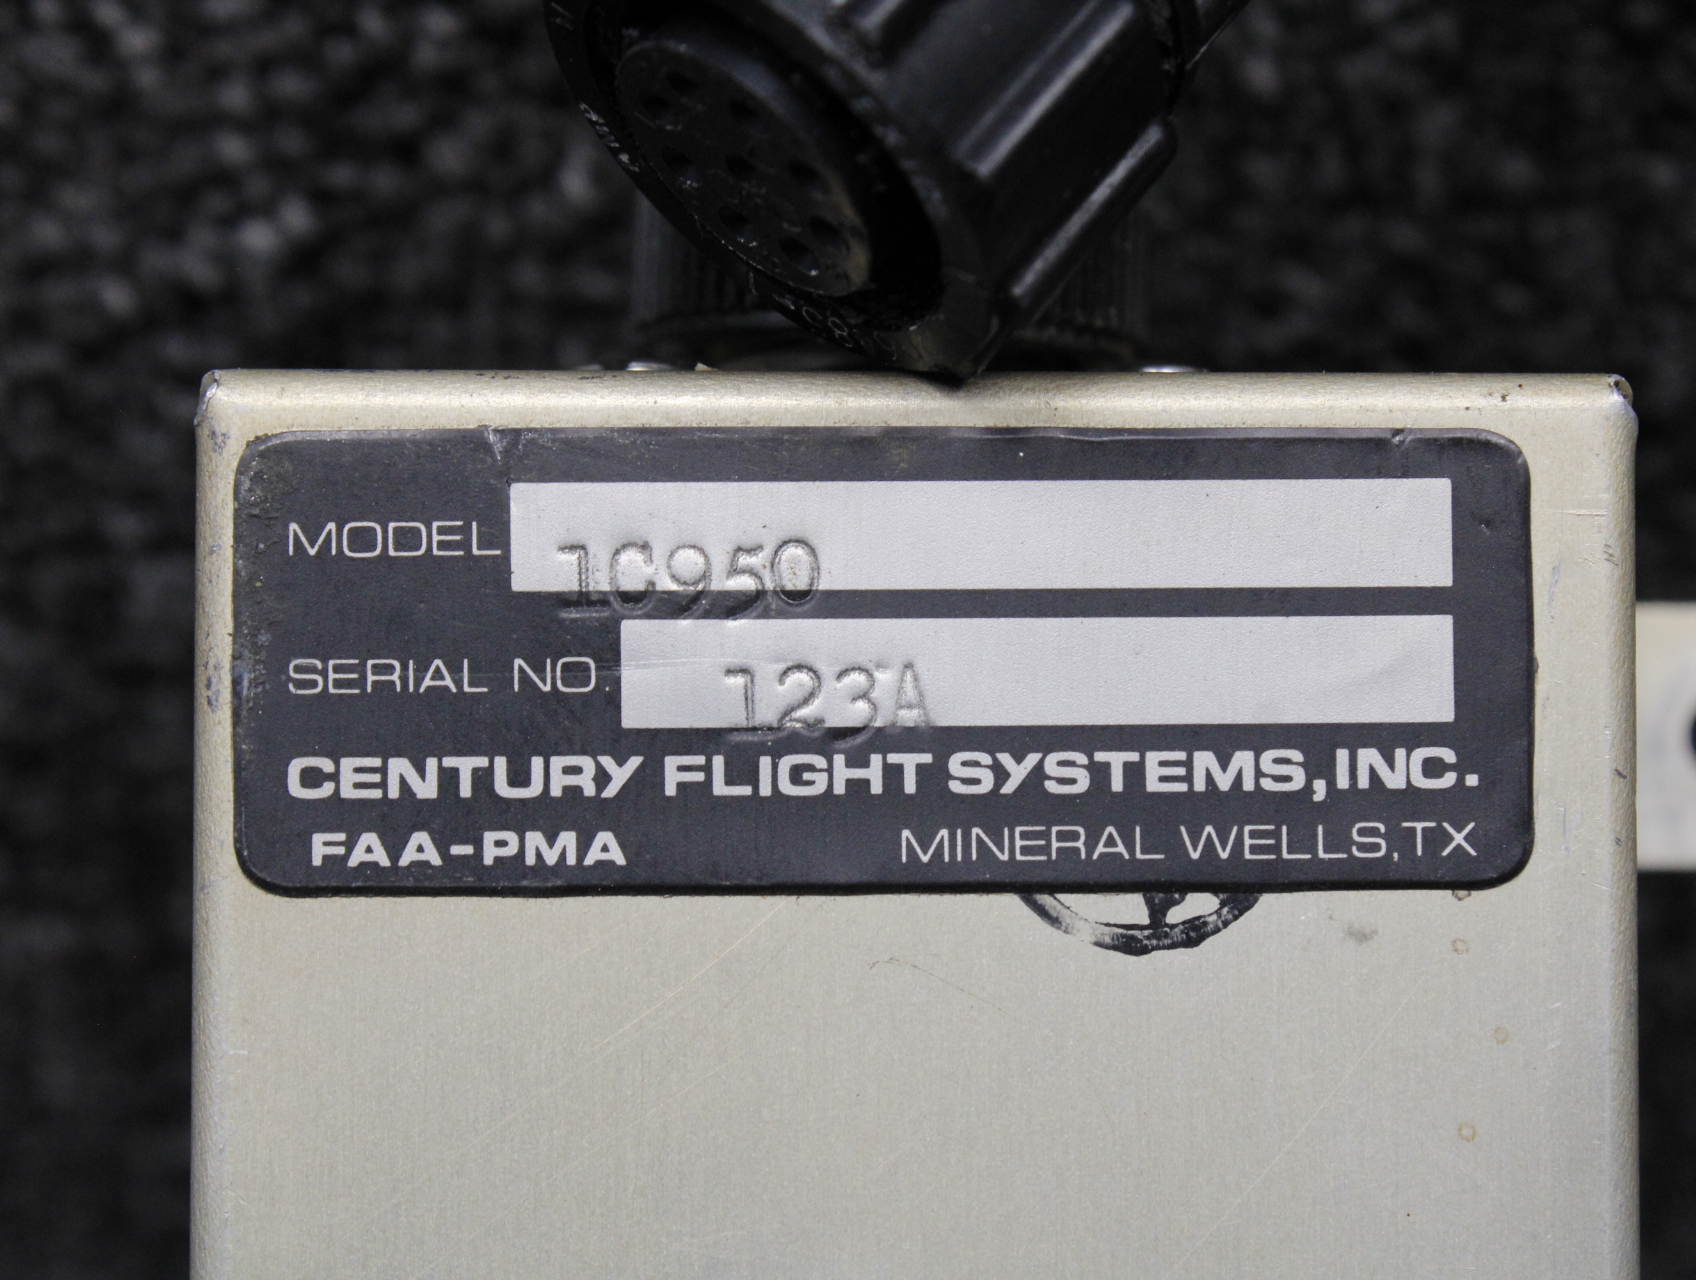 MODEL 1C950
SERIAL NO. 123A
CENTURY FLIGHT SYSTEMS, INC.
FAA-PMA MINERAL WELLS, TX